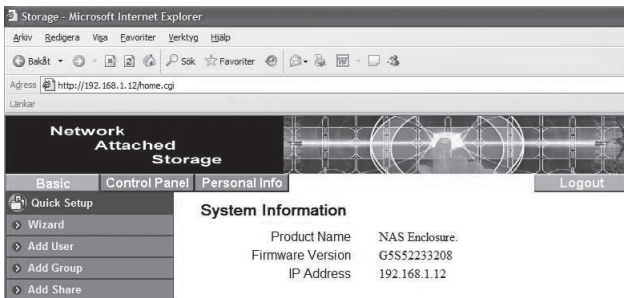 Storage - Microsoft Internet Explorer
Arkiv Redigera Visa Favoriter Verktyg Hjälp
Bakåt Sök Favoriter
Adress http://192.168.1.12/home.cgi
Länkar
Network
Attached
Storage
Basic Control Panel Personal Info Logout
Quick Setup
Wizard
Add User
Add Group
Add Share
System Information
Product Name NAS Enclosure.
Firmware Version G5S52233208
IP Address 192.168.1.12